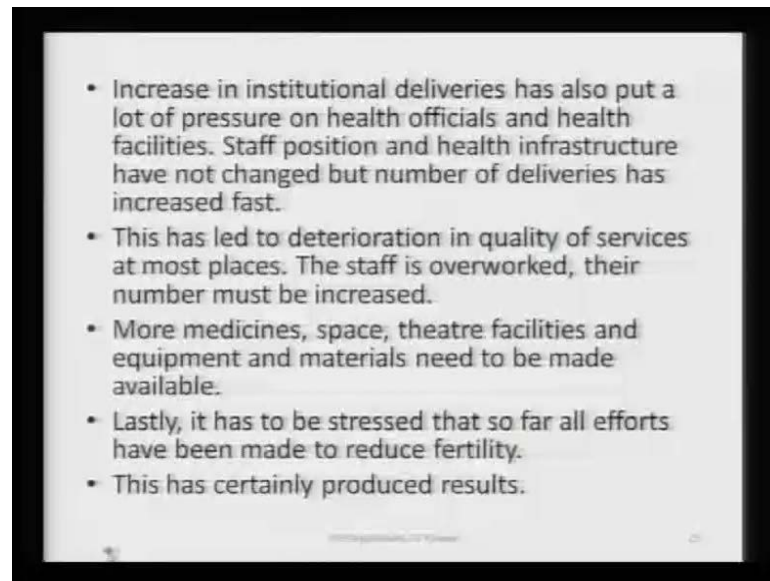 • Increase in institutional deliveries has also put a
lot of pressure on health officials and health
facilities. Staff position and health infrastructure
have not changed but number of deliveries has
increased fast.
• This has led to deterioration in quality of services
at most places. The staff is overworked, their
number must be increased.
• More medicines, space, theatre facilities and
equipment and materials need to be made
available.
• Lastly, it has to be stressed that so far all efforts
have been made to reduce fertility.
• This has certainly produced results.